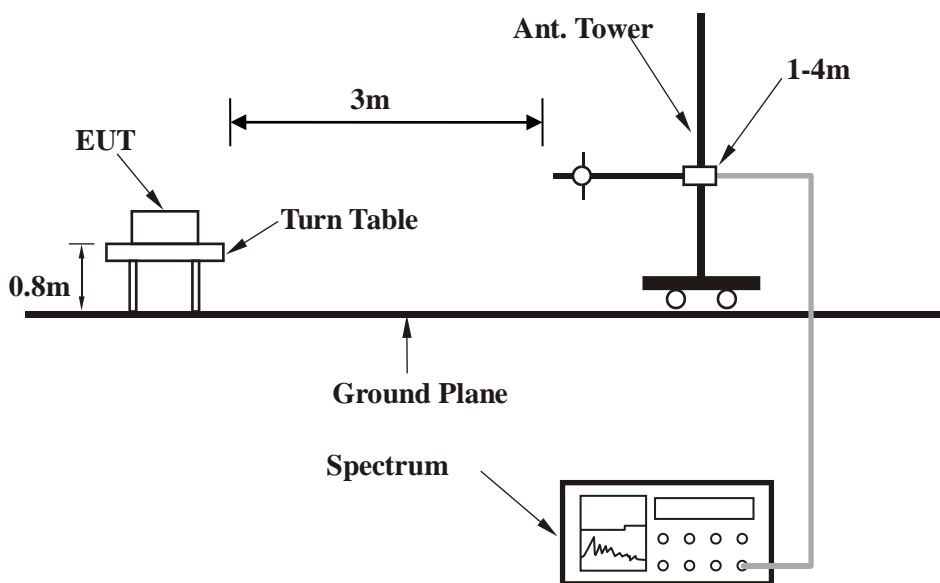 Ant. Tower
1-4m
3m
EUT
Turn Table
0.8m
Ground Plane
Spectrum